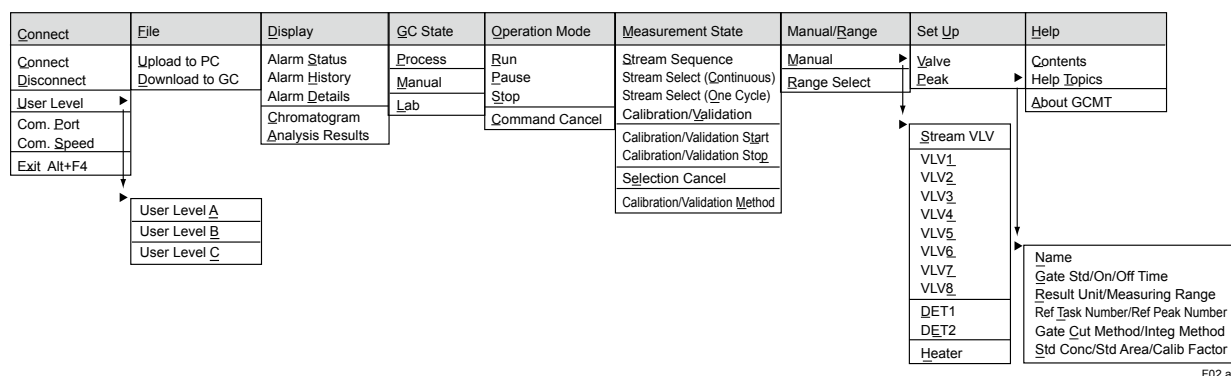 Connect
Connect
Disconnect
User Level
Com. Port
Com. Speed
Exit Alt+F4
User Level A
User Level B
User Level C
File
Upload to PC
Download to GC
Display
Alarm Status
Alarm History
Alarm Details
Chromatogram
Analysis Results
GC State
Process
Manual
Lab
Operation Mode
Run
Pause
Stop
Command Cancel
Measurement State
Stream Sequence
Stream Select (Continuous)
Stream Select (One Cycle)
Calibration/Validation
Calibration/Validation Start
Calibration/Validation Stop
Selection Cancel
Calibration/Validation Method
Manual/Range
Manual
Range Select
Stream VLV
VLV1
VLV2
VLV3
VLV4
VLV5
VLV6
VLV7
VLV8
DET1
DET2
Heater
Set Up
Valve
Peak
Name
Gate Std/On/Off Time
Result Unit/Measuring Range
Ref Task Number/Ref Peak Number
Gate Cut Method/Integ Method
Std Conc/Std Area/Calib Factor
Help
Contents
Help Topics
About GCMT